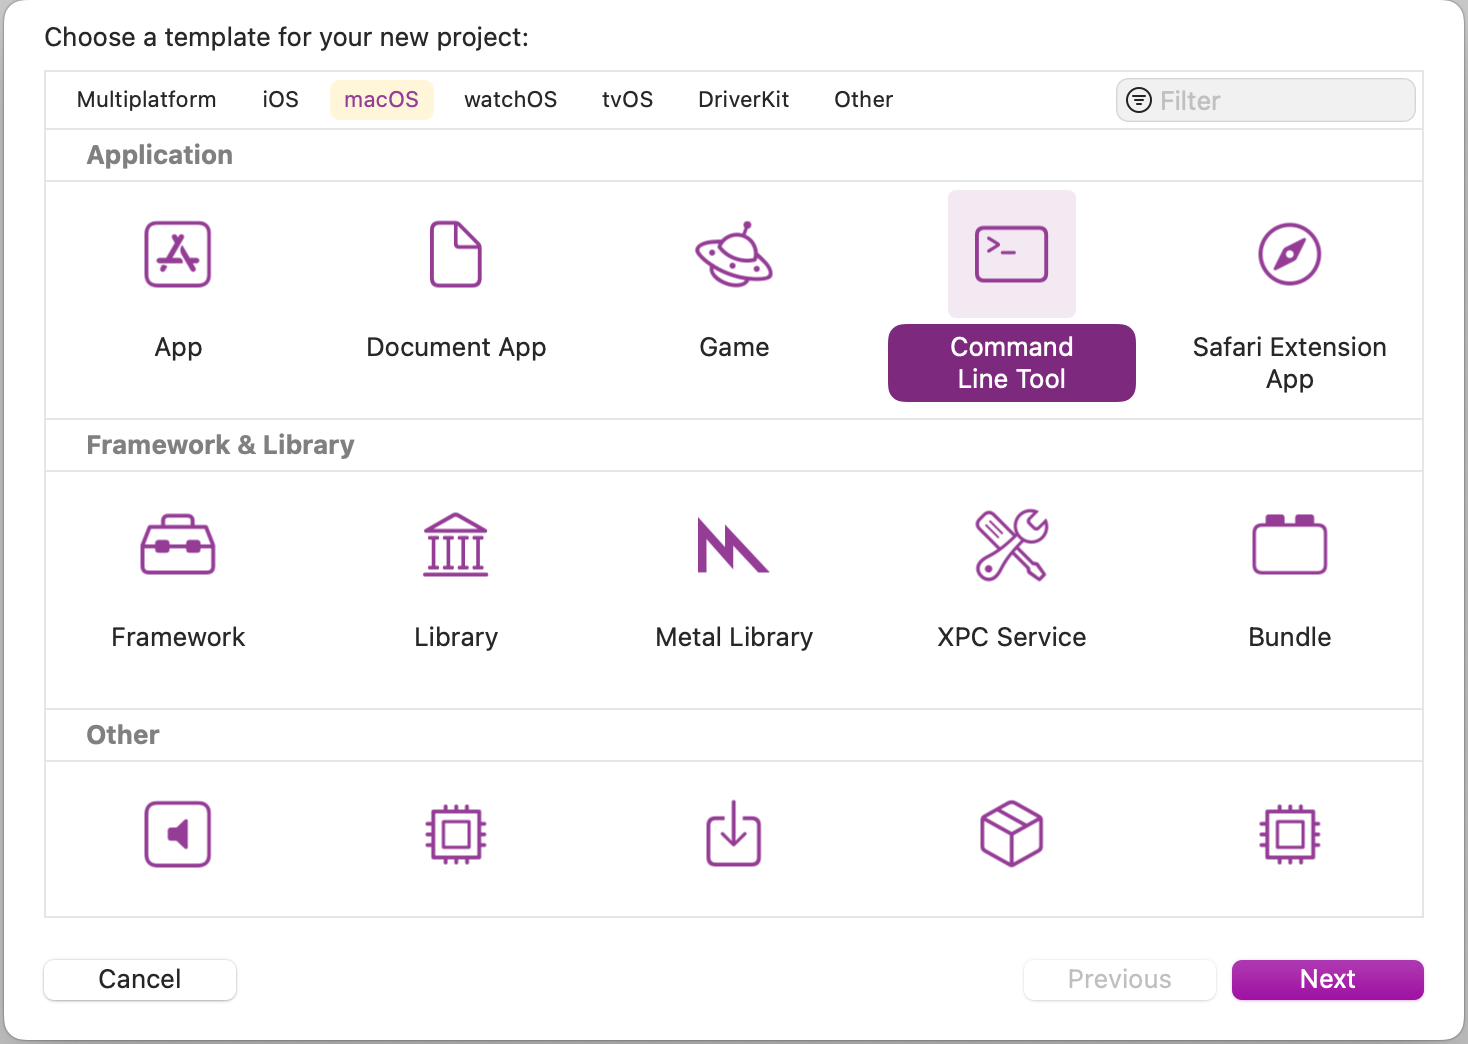 Choose a template for your new project:
Multiplatform iOS macOS watchOS tvOS DriverKit Other Filter
Application
App Document App Game Command Line Tool Safari Extension App
Framework & Library
Framework Library Metal Library XPC Service Bundle
Other
Cancel Previous Next